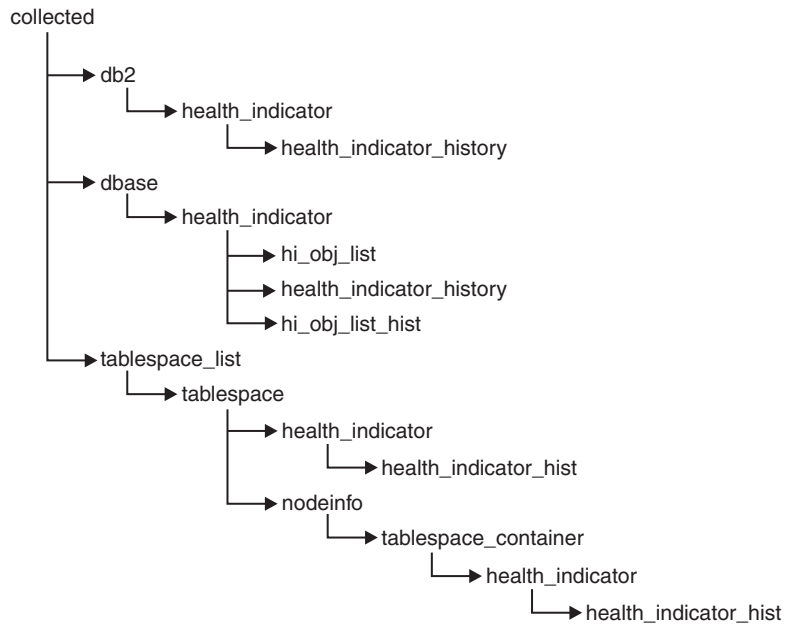 collected
db2
health_indicator
health_indicator_history
dbase
health_indicator
hi_obj_list
health_indicator_history
hi_obj_list_hist
tablespace_list
tablespace
health_indicator
health_indicator_hist
nodeinfo
tablespace_container
health_indicator
health_indicator_hist